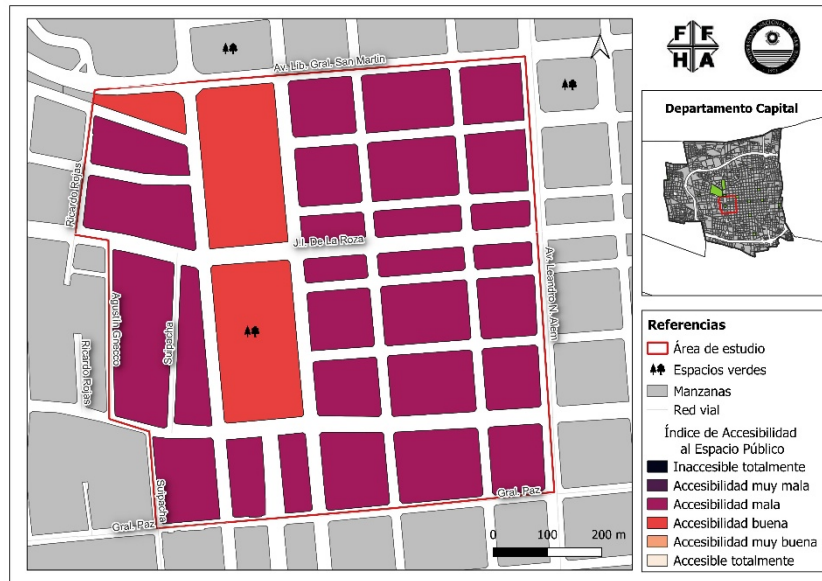 Av. Lib. Gral. San Martín
Ricardo Rojas
J.I. De La Roza
Agustín Gnecco
Suipacha
Av. Leandro N. Alem
Ricardo Rojas
Suipacha
Gral. Paz
Gral. Paz
0 100 200 m
F F
H A
Departamento Capital
Referencias
Área de estudio
Espacios verdes
Manzanas
Red vial
Índice de Accesibilidad
al Espacio Público
Inaccesible totalmente
Accesibilidad muy mala
Accesibilidad mala
Accesibilidad buena
Accesibilidad muy buena
Accesible totalmente